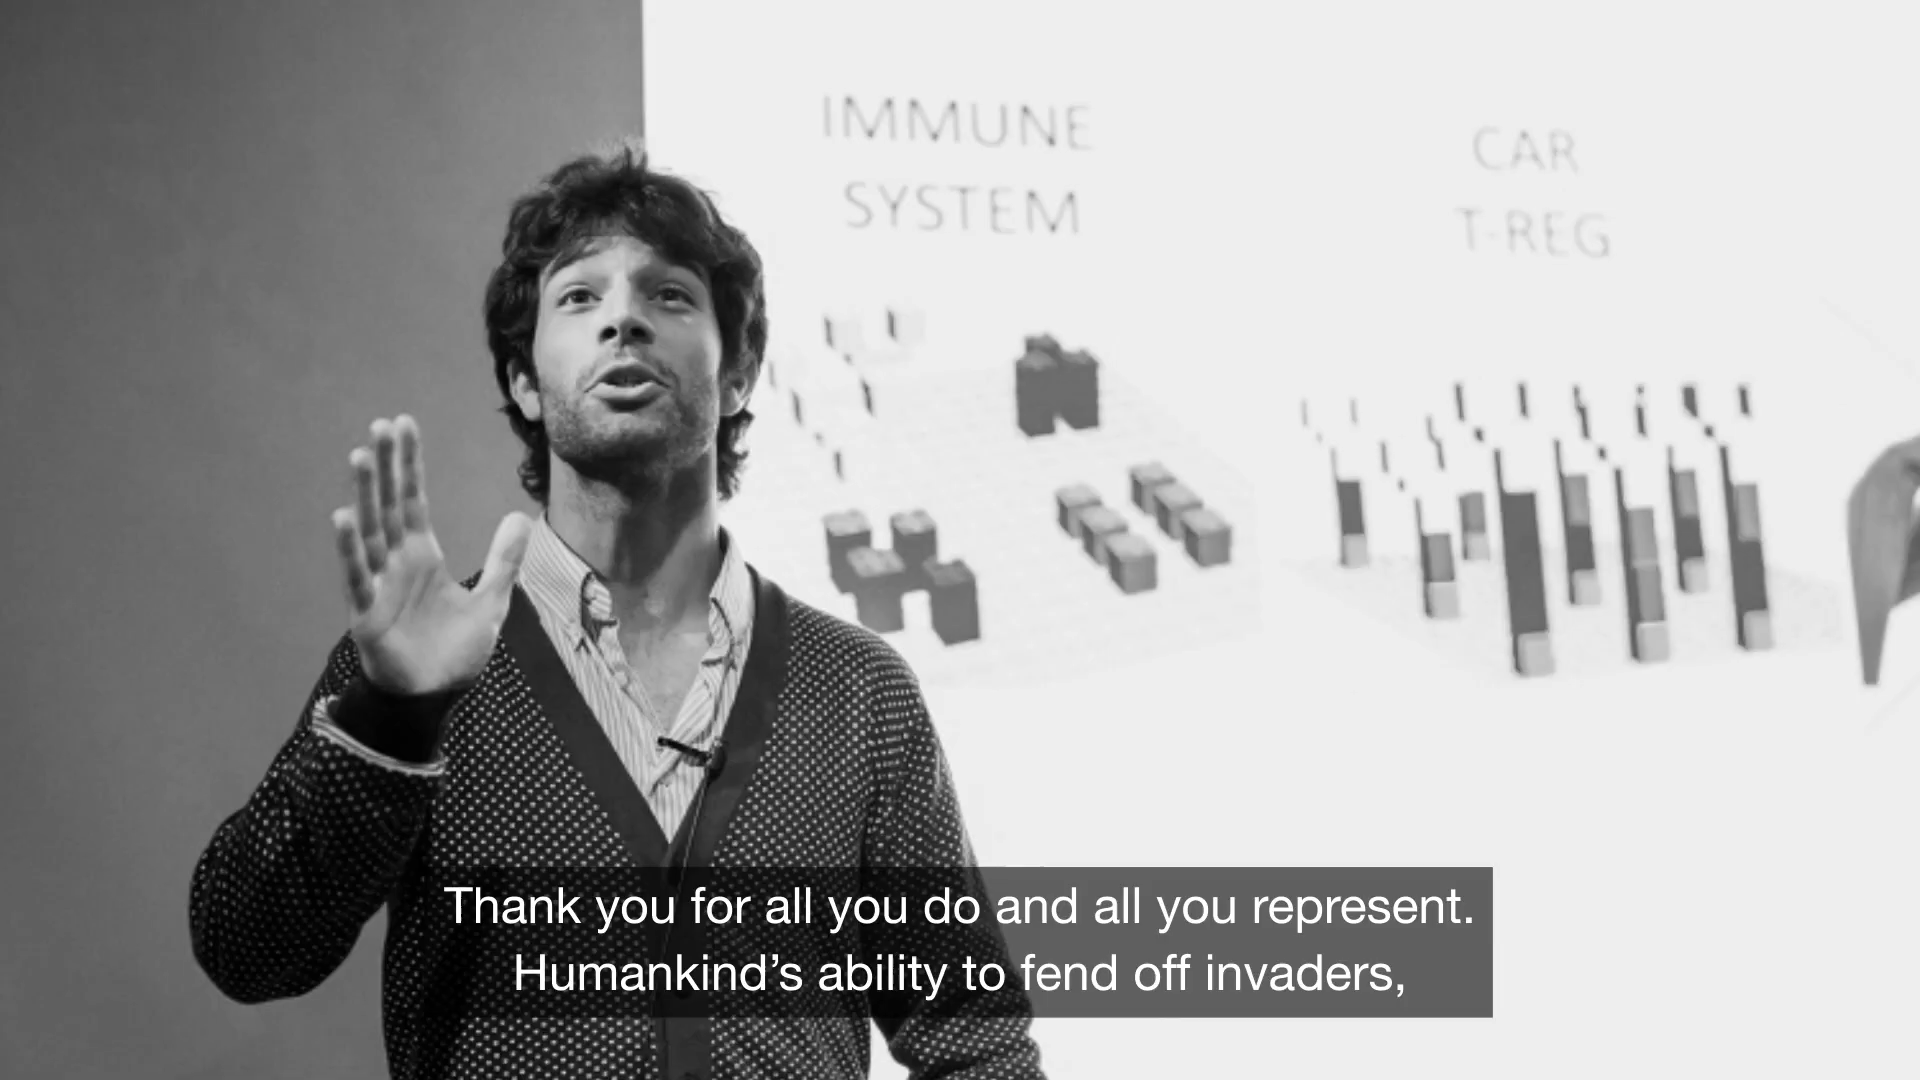 IMMUNE
SYSTEM
CAR
T-REG
Thank you for all you do and all you represent.
Humankind’s ability to fend off invaders,